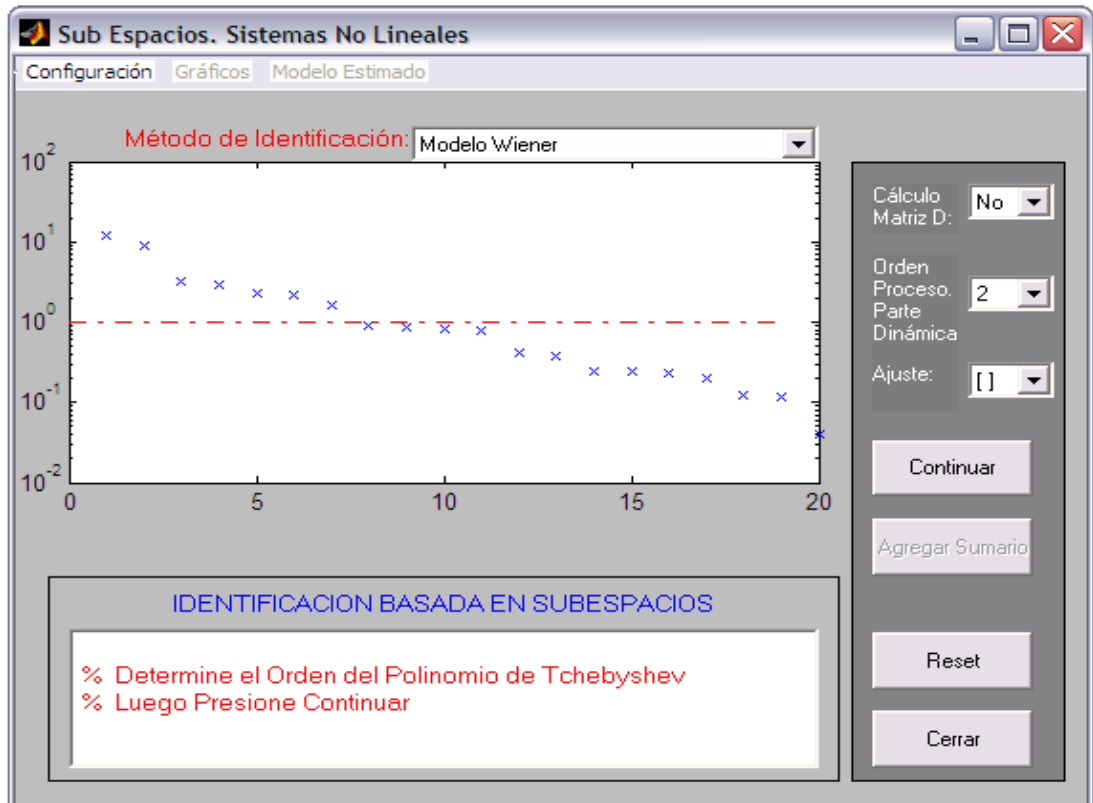 Sub Espacios. Sistemas No Lineales
Configuración Gráficos Modelo Estimado
Método de Identificación: Modelo Wiener
10^2
10^1
10^0
10^-1
10^-2
0 5 10 15 20
Cálculo
Matriz D:
No
Orden
Proceso.
Parte
Dinámica
2
Ajuste:
[ ]
Continuar
Agregar Sumario
Reset
Cerrar
IDENTIFICACION BASADA EN SUBESPACIOS
% Determine el Orden del Polinomio de Tchebyshev
% Luego Presione Continuar